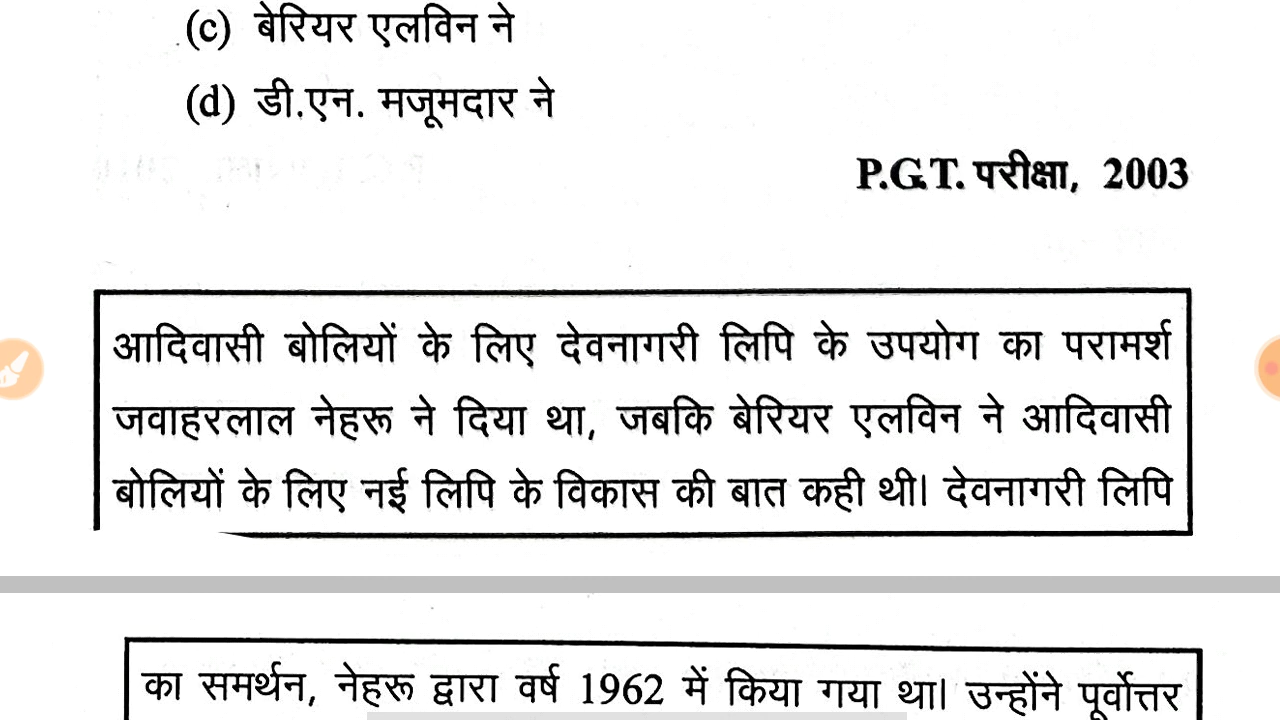 (c) बेरियर एलविन ने
(d) डी.एन. मजूमदार ने
P.G.T. परीक्षा, 2003
आदिवासी बोलियों के लिए देवनागरी लिपि के उपयोग का परामर्श
जवाहरलाल नेहरू ने दिया था, जबकि बेरियर एलविन ने आदिवासी
बोलियों के लिए नई लिपि के विकास की बात कही थी। देवनागरी लिपि
का समर्थन, नेहरू द्वारा वर्ष 1962 में किया गया था। उन्होंने पूर्वोत्तर